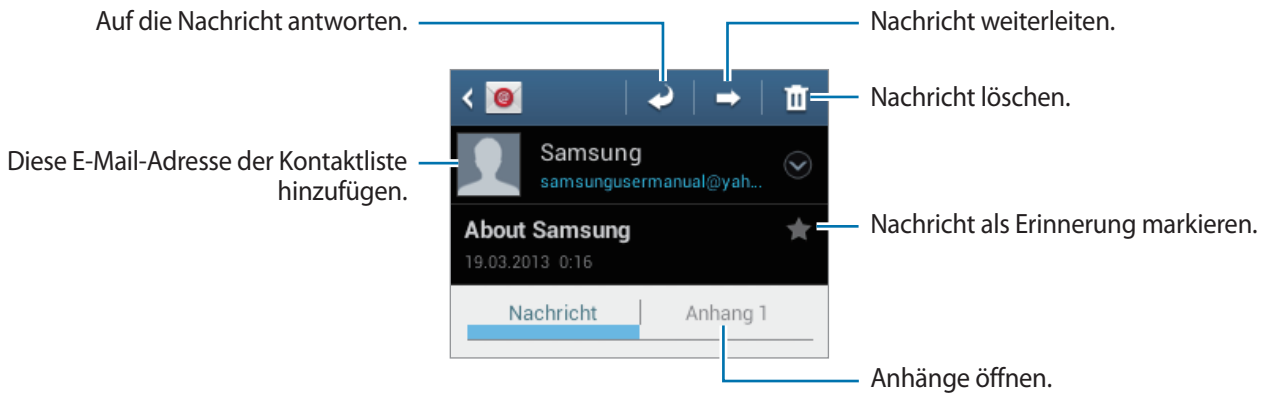 Auf die Nachricht antworten.
Nachricht weiterleiten.
Nachricht löschen.
Diese E-Mail-Adresse der Kontaktliste
hinzufügen.
Samsung
samsungusermanual@yah...
About Samsung
19.03.2013 0:16
Nachricht als Erinnerung markieren.
Nachricht
Anhang 1
Anhänge öffnen.